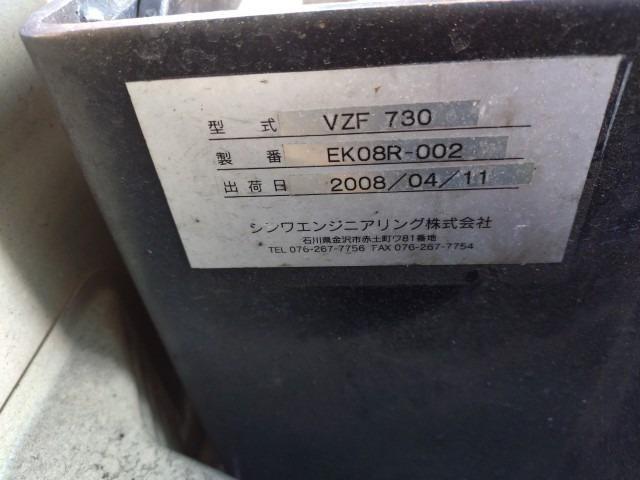 型式 VZF 730
製番 EK08R-002
出荷日 2008/04/11
シンワエンジニアリング株式会社
石川県金沢市赤土町ワ81番地
TEL 076-267-7756 FAX 076-267-7754